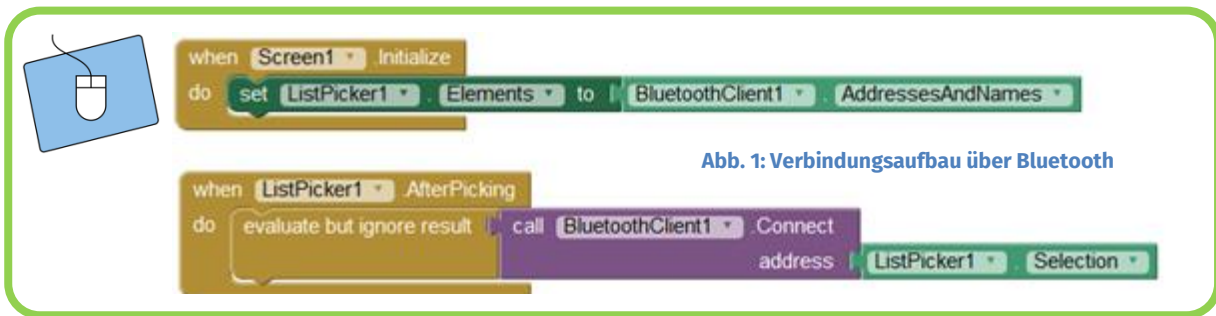 when Screen1 .Initialize
do set ListPicker1 . Elements to BluetoothClient1 . AddressesAndNames
Abb. 1: Verbindungsaufbau über Bluetooth
when ListPicker1 .AfterPicking
do evaluate but ignore result call BluetoothClient1 .Connect
address ListPicker1 . Selection